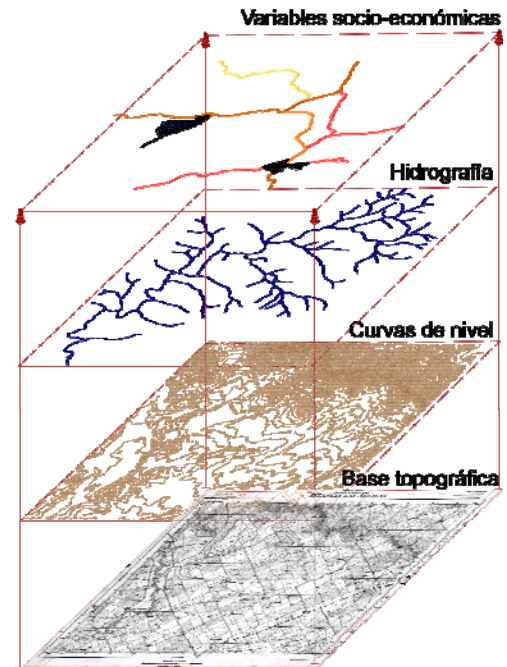 Variables socio-económicas
Hidrografía
Curvas de nivel
Base topográfica